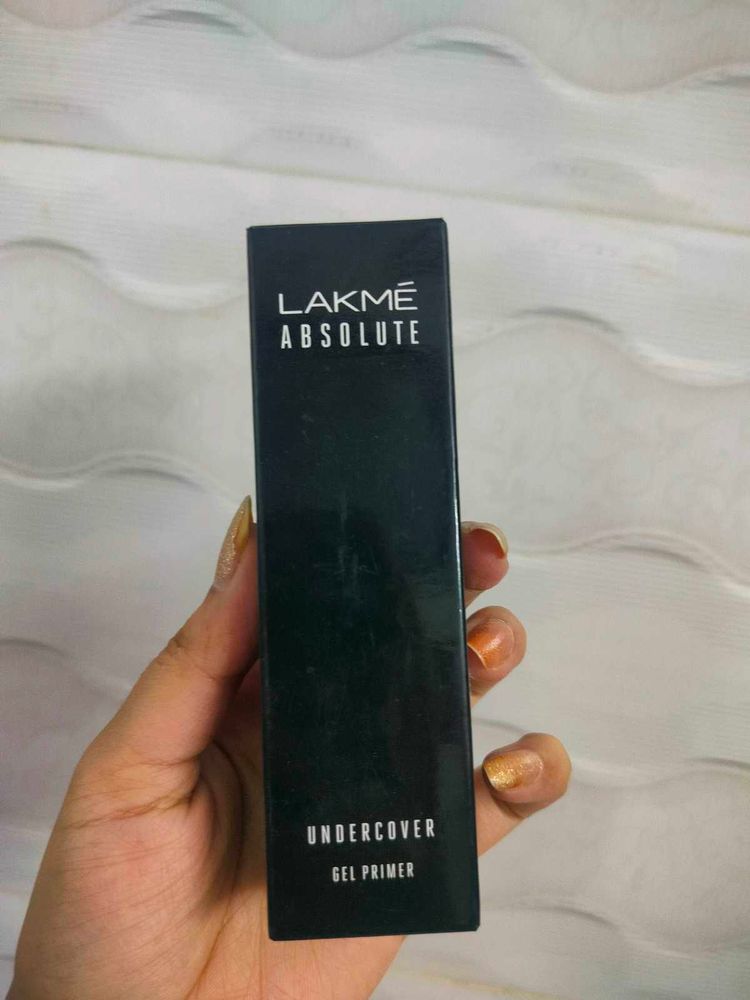 LAKMÉ
ABSOLUTE
UNDERCOVER
GEL PRIMER